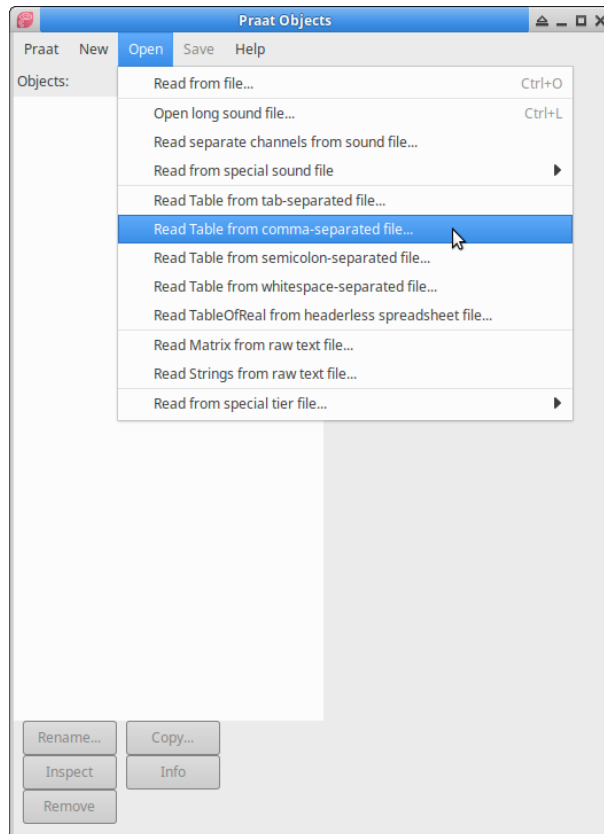 Praat Objects
Praat New Open Save Help
Objects:
Read from file... Ctrl+O
Open long sound file... Ctrl+L
Read separate channels from sound file...
Read from special sound file
Read Table from tab-separated file...
Read Table from comma-separated file...
Read Table from semicolon-separated file...
Read Table from whitespace-separated file...
Read TableOfReal from headerless spreadsheet file...
Read Matrix from raw text file...
Read Strings from raw text file...
Read from special tier file...
Rename... Copy...
Inspect Info
Remove